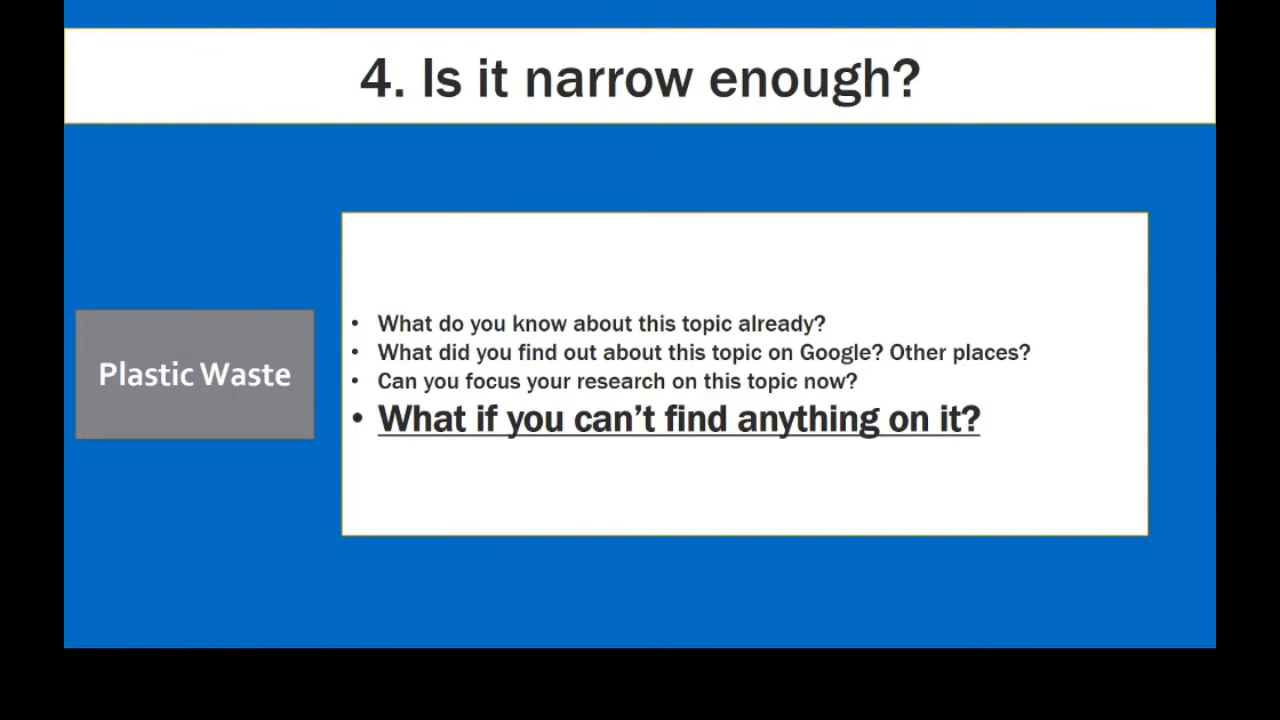 4. Is it narrow enough?
Plastic Waste
• What do you know about this topic already?
• What did you find out about this topic on Google? Other places?
• Can you focus your research on this topic now?
• What if you can’t find anything on it?